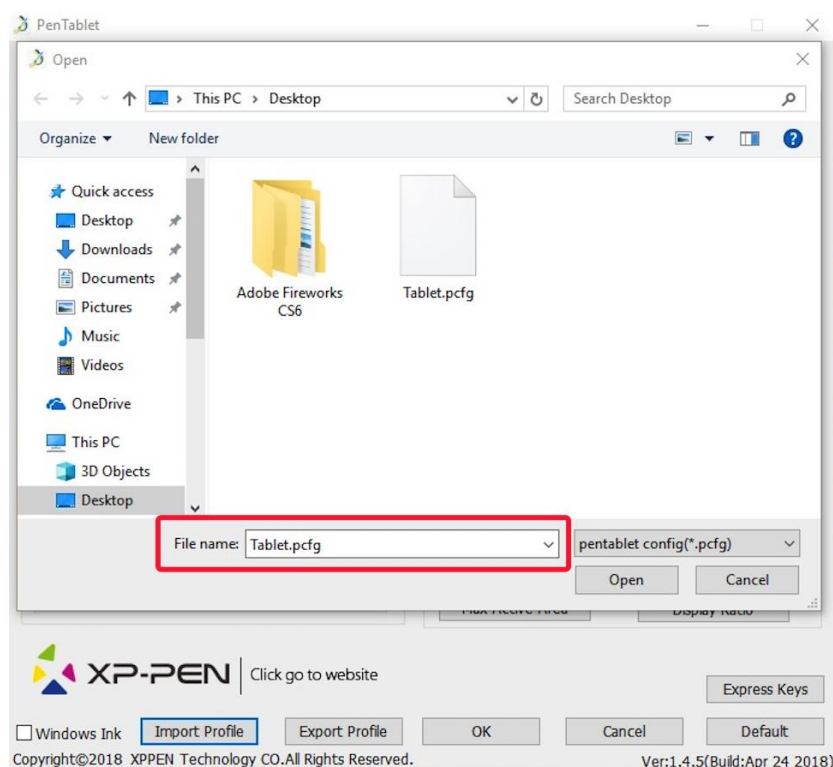 PenTablet
Open
This PC > Desktop
Search Desktop
Organize
New folder
Quick access
Desktop
Downloads
Documents
Pictures
Music
Videos
OneDrive
This PC
3D Objects
Desktop
Adobe Fireworks
CS6
Tablet.pcfg
File name: Tablet.pcfg
pentablet config(*.pcfg)
Open
Cancel
Max Active Area
Display Ratio
XP-PEN
Click go to website
Express Keys
Windows Ink
Import Profile
Export Profile
OK
Cancel
Default
Copyright©2018 XPPEN Technology CO.All Rights Reserved.
Ver:1.4.5(Build:Apr 24 2018)